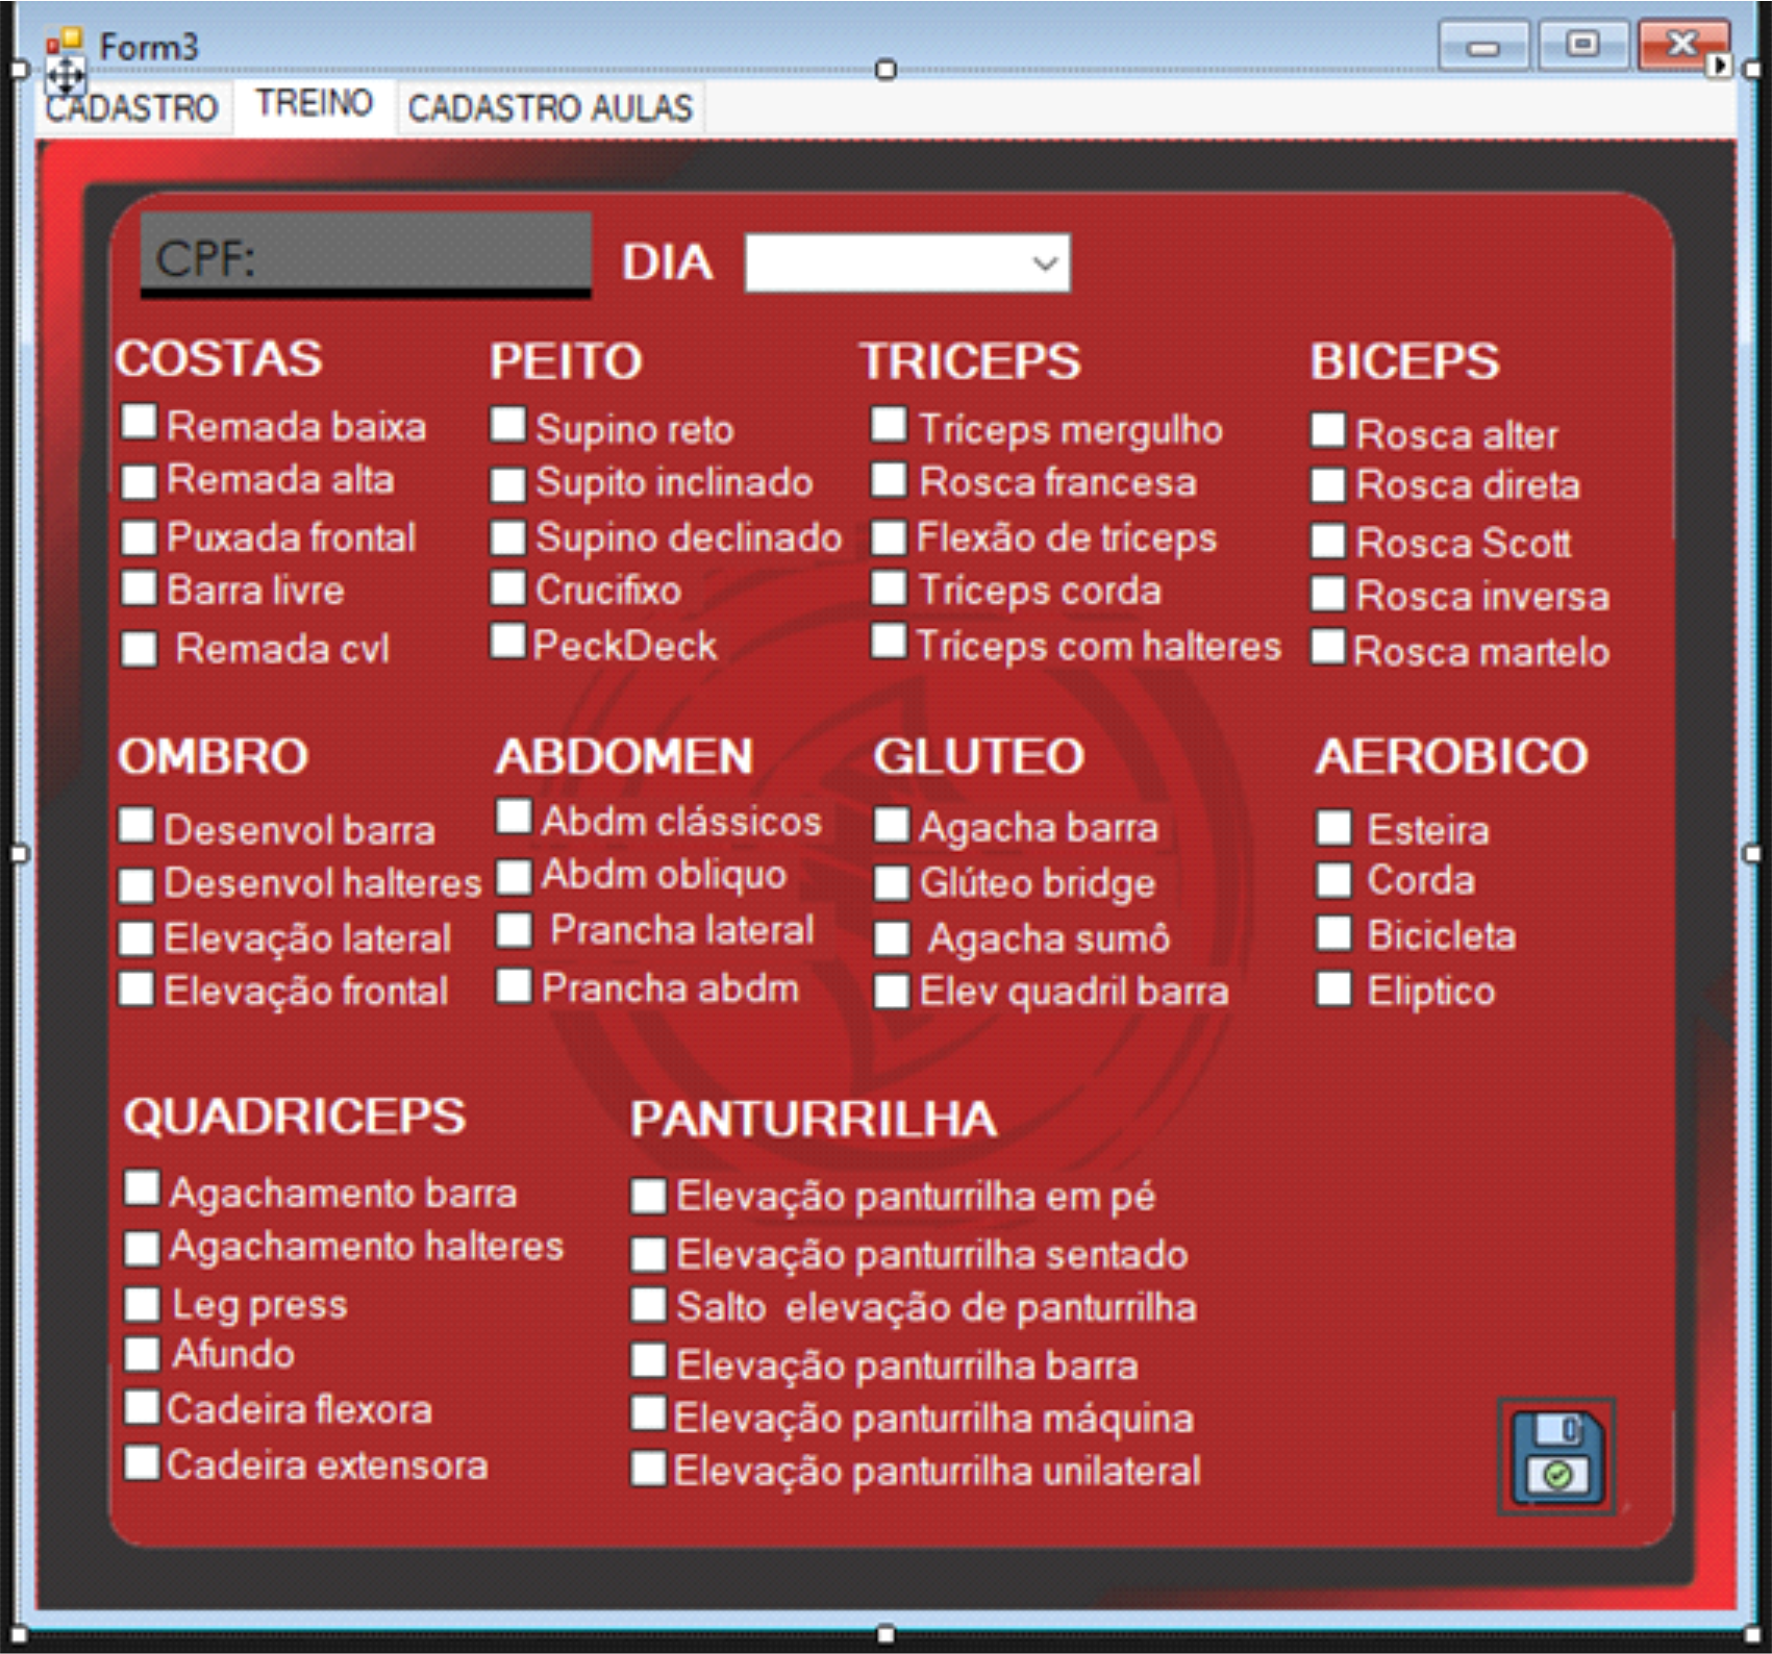 Form3
CADASTRO TREINO CADASTRO AULAS
CPF: DIA
COSTAS PEITO TRICEPS BICEPS
Remada baixa Supino reto Tríceps mergulho Rosca alter
Remada alta Supito inclinado Rosca francesa Rosca direta
Puxada frontal Supino declinado Flexão de tríceps Rosca Scott
Barra livre Crucifixo Tríceps corda Rosca inversa
Remada cvl PeckDeck Tríceps com halteres Rosca martelo
OMBRO ABDOMEN GLUTEO AEROBICO
Desenvol barra Abdm clássicos Agacha barra Esteira
Desenvol halteres Abdm obliquo Glúteo bridge Corda
Elevação lateral Prancha lateral Agacha sumô Bicicleta
Elevação frontal Prancha abdm Elev quadril barra Eliptico
QUADRICEPS PANTURRILHA
Agachamento barra Elevação panturrilha em pé
Agachamento halteres Elevação panturrilha sentado
Leg press Salto elevação de panturrilha
Afundo Elevação panturrilha barra
Cadeira flexora Elevação panturrilha máquina
Cadeira extensora Elevação panturrilha unilateral